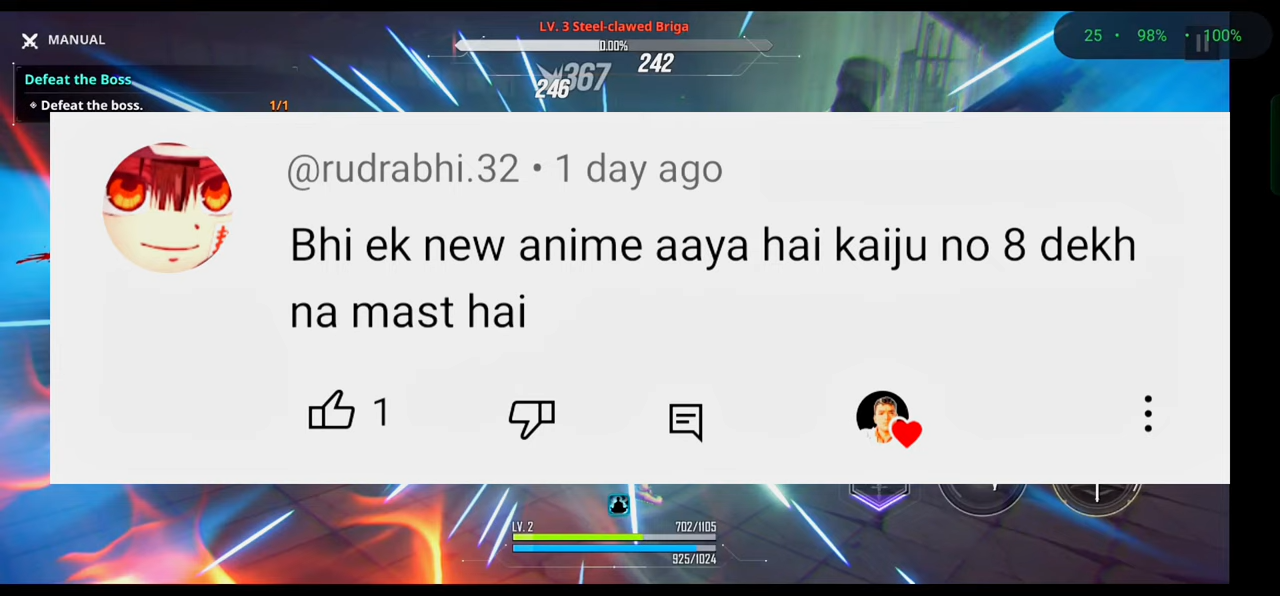 LV. 3 Steel-clawed Briga
MANUAL
0.00%
25 • 98% • 100%
242
367
246
Defeat the Boss
Defeat the boss. 1/1
@rudrabhi.32 • 1 day ago
Bhi ek new anime aaya hai kaiju no 8 dekh
na mast hai
1
LV. 2 702/1105
925/1024